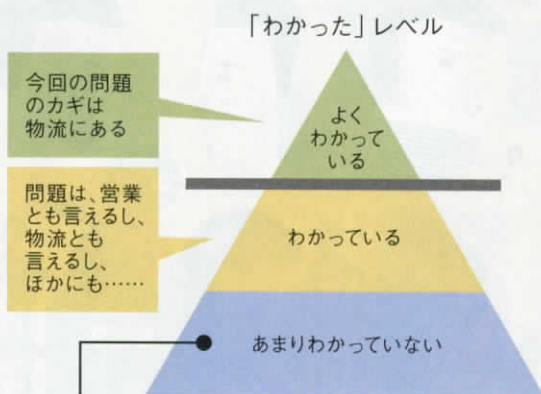 「わかった」レベル
今回の問題
のカギは
物流にある
よく
わかって
いる
問題は、営業
とも言えるし、
物流とも
言えるし、
ほかにも……
わかっている
あまりわかっていない